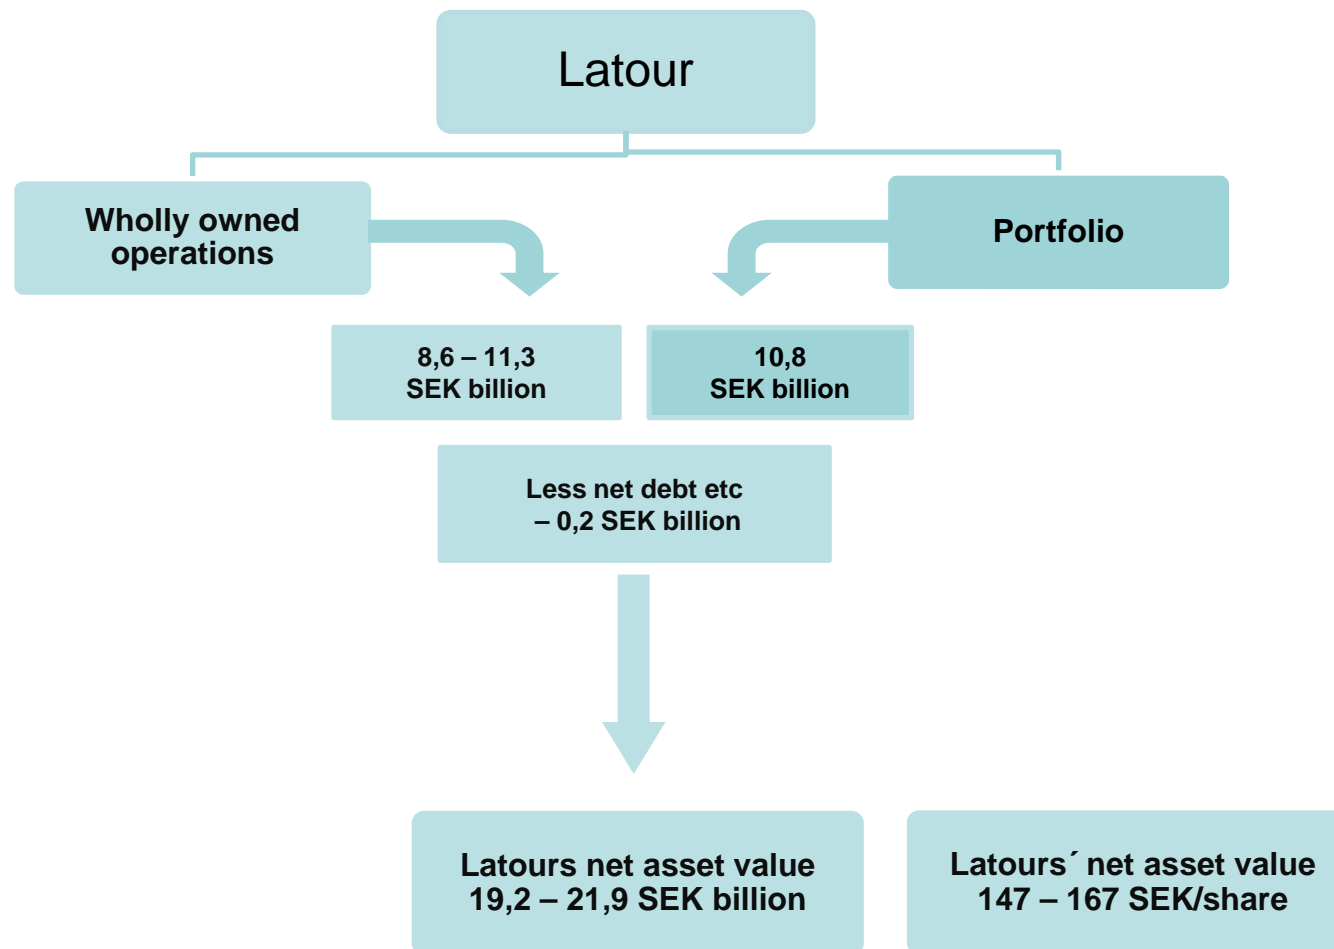 Latour
Wholly owned
operations
Portfolio
8,6 – 11,3
SEK billion
10,8
SEK billion
Less net debt etc
– 0,2 SEK billion
Latours net asset value
19,2 – 21,9 SEK billion
Latours´ net asset value
147 – 167 SEK/share